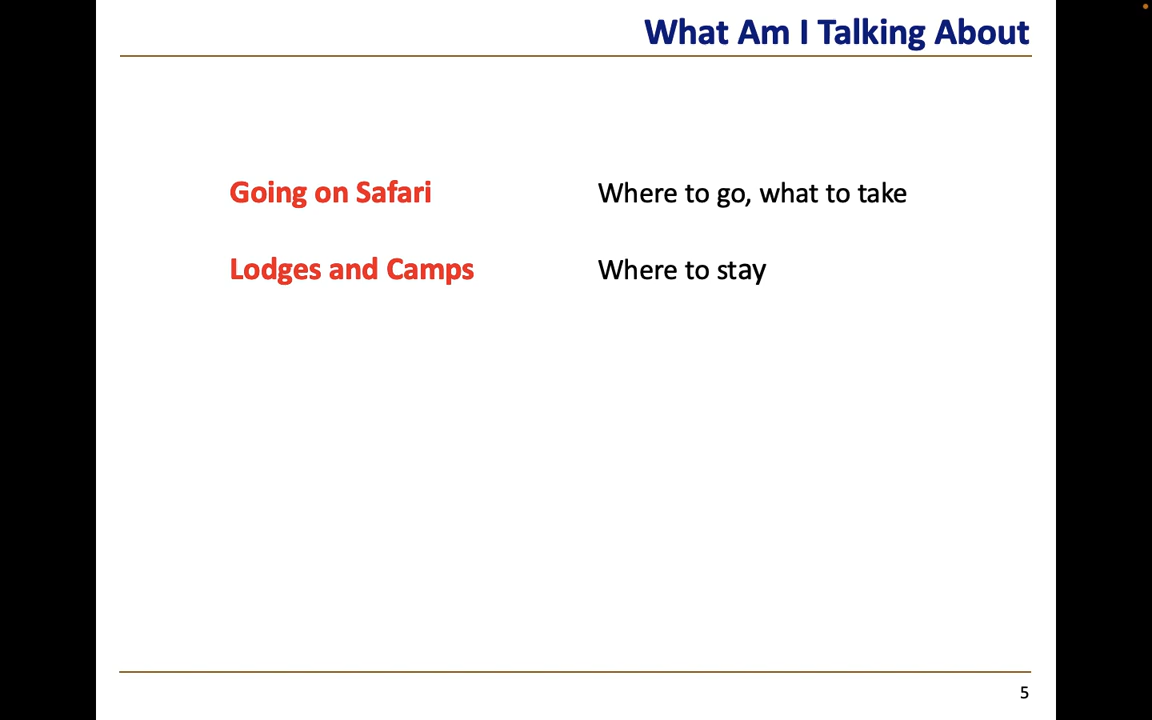 What Am I Talking About
Going on Safari Where to go, what to take
Lodges and Camps Where to stay
5